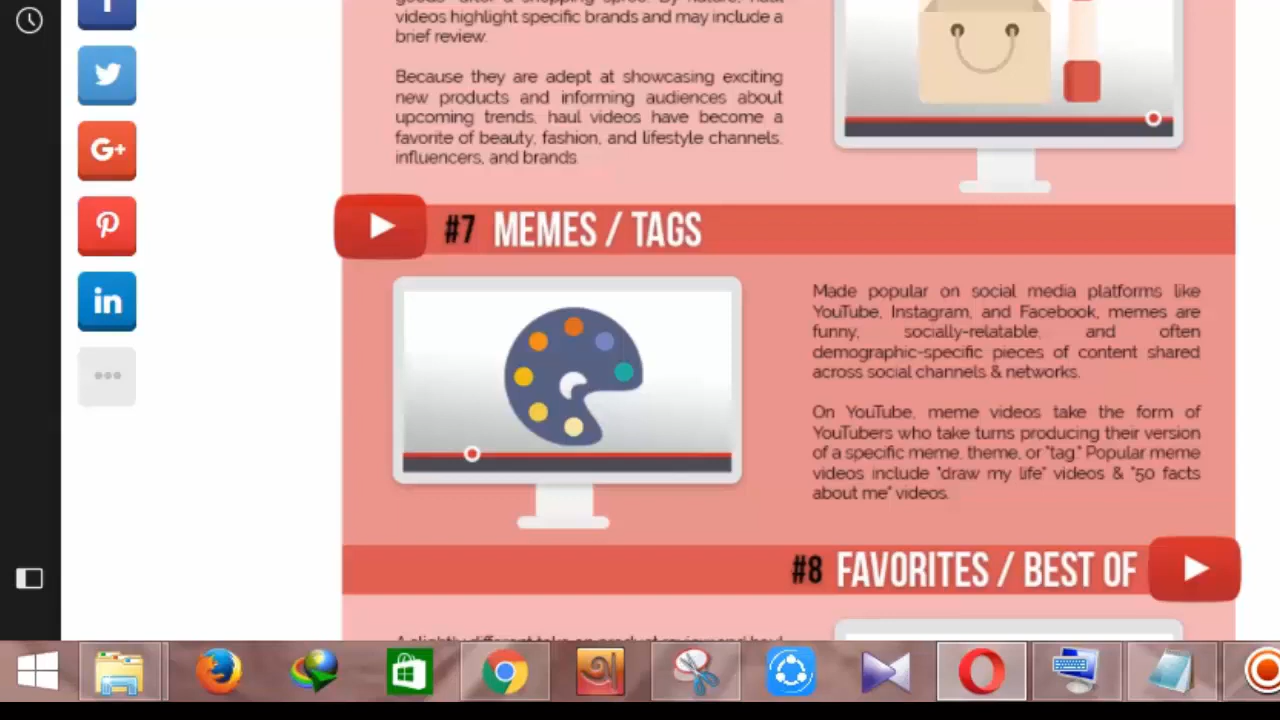 videos highlight specific brands and may include a
brief review.
Because they are adept at showcasing exciting
new products and informing audiences about
upcoming trends, haul videos have become a
favorite of beauty, fashion, and lifestyle channels,
influencers, and brands.
#7 MEMES / TAGS
Made popular on social media platforms like
YouTube, Instagram, and Facebook, memes are
funny, socially-relatable, and often
demographic-specific pieces of content shared
across social channels & networks.
On YouTube, meme videos take the form of
YouTubers who take turns producing their version
of a specific meme, theme, or "tag." Popular meme
videos include "draw my life" videos & "50 facts
about me" videos.
#8 FAVORITES / BEST OF
G+
in